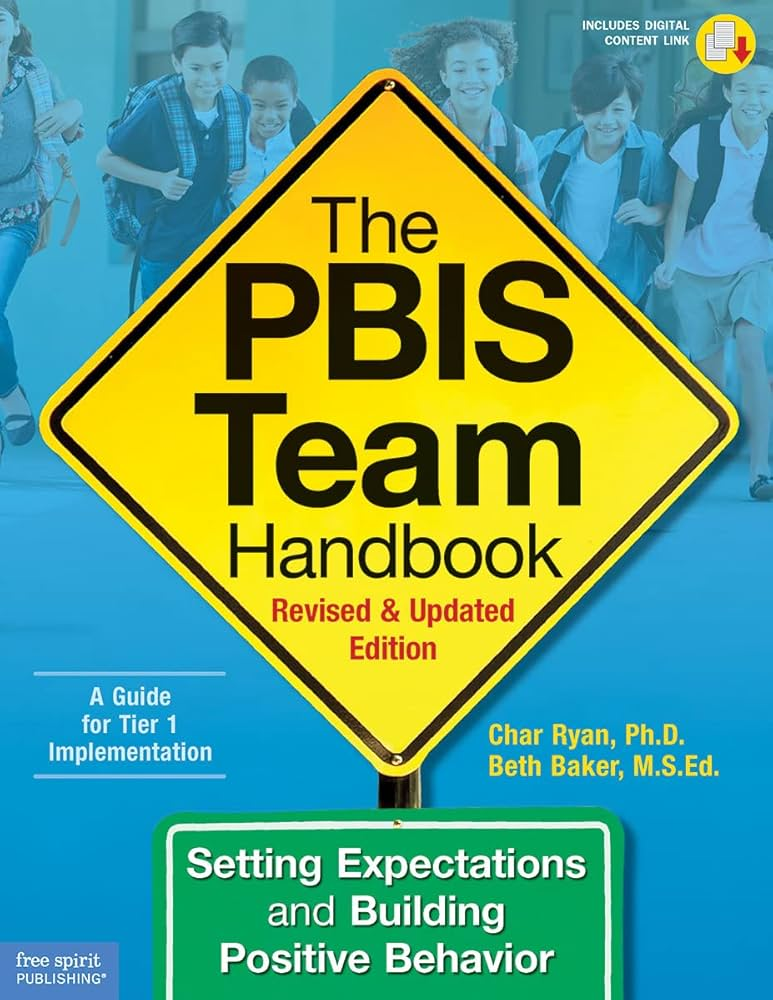 INCLUDES DIGITAL
CONTENT LINK
The
PBIS
Team
Handbook
Revised & Updated
Edition
A Guide
for Tier 1
Implementation
Char Ryan, Ph.D.
Beth Baker, M.S.Ed.
Setting Expectations
and Building
Positive Behavior
free spirit
PUBLISHING®